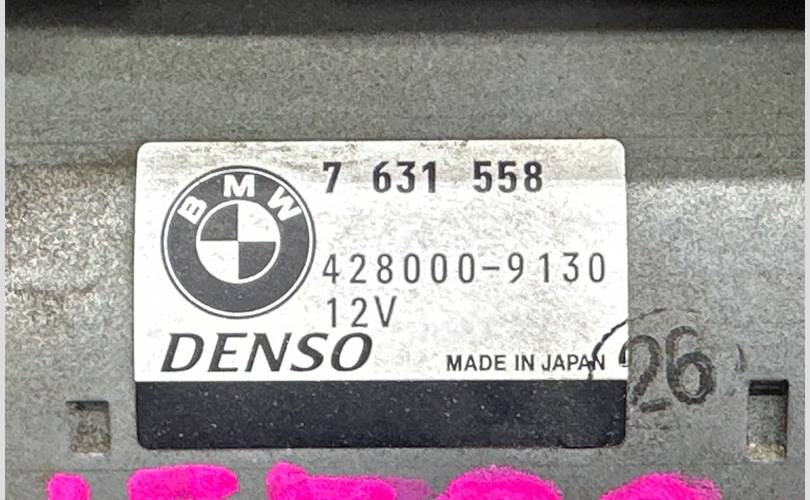 BMW
7 631 558
428000-9130
12V
DENSO
MADE IN JAPAN
26